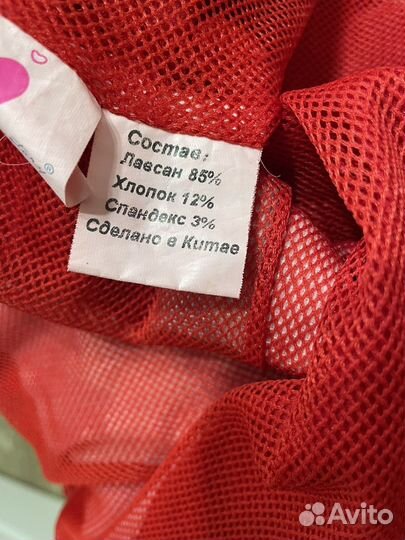 Состав:
Лавсан 85%
Хлопок 12%
Спандекс 3%
Сделано в Китае
Avito